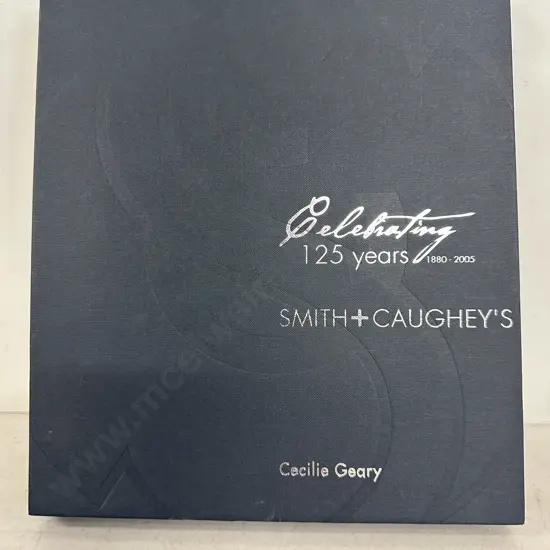 Celebrating
125 years 1880 - 2005
SMITH+CAUGHEY'S
Cecilie Geary